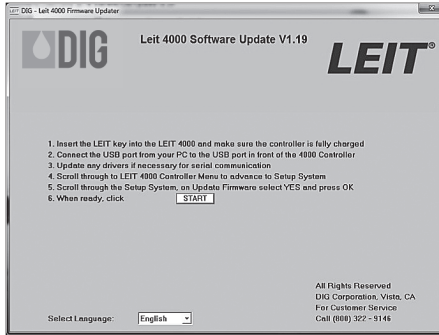 DIG - Leit 4000 Firmware Updater
DIG
Leit 4000 Software Update V1.19
LEIT®
1. Insert the LEIT key into the LEIT 4000 and make sure the controller is fully charged
2. Connect the USB port from your PC to the USB port in front of the 4000 Controller
3. Update any drivers if necessary for serial communication
4. Scroll through to LEIT 4000 Controller Menu to advance to Setup System
5. Scroll through the Setup System, on Update Firmware select YES and press OK
6. When ready, click START
All Rights Reserved
DIG Corporation, Vista, CA
For Customer Service
Call (800) 322 - 9146
Select Language: English